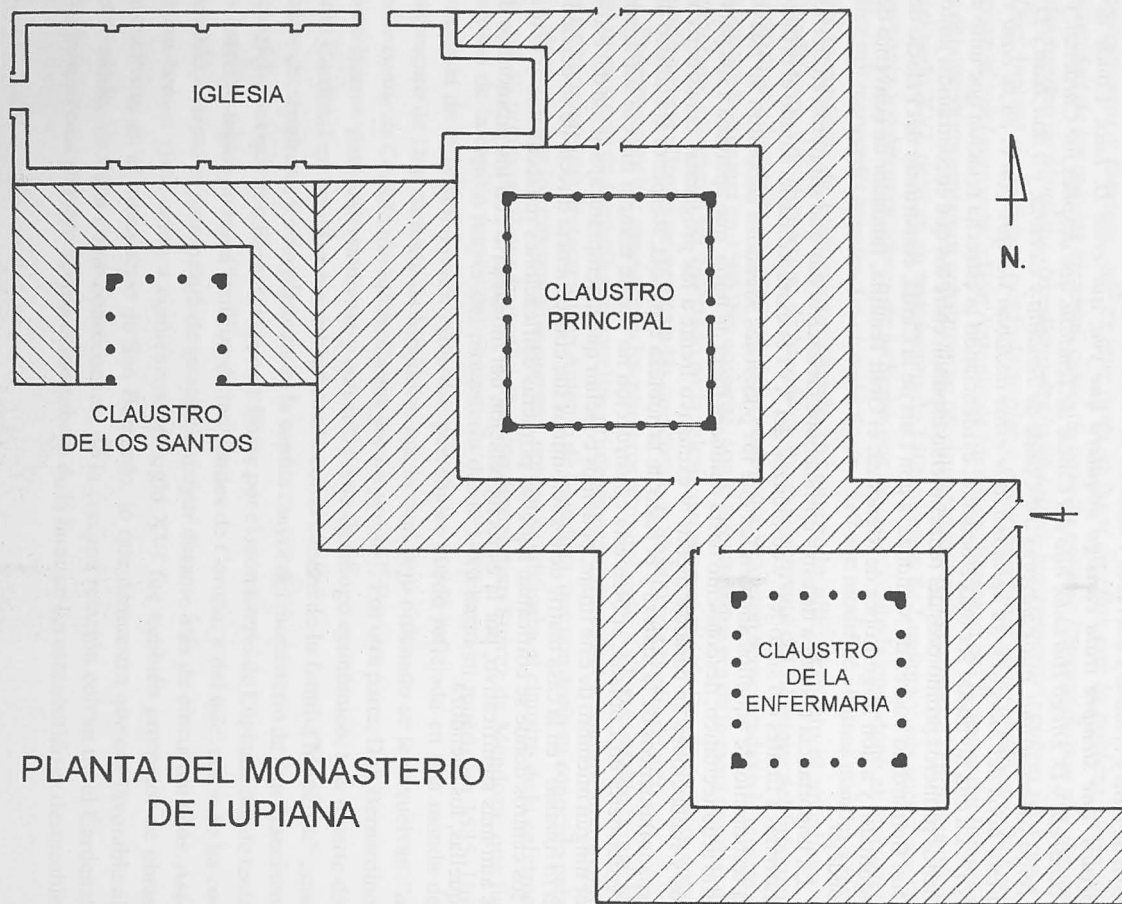 IGLESIA
N.
CLAUSTRO
PRINCIPAL
CLAUSTRO
DE LOS SANTOS
CLAUSTRO
DE LA
ENFERMARIA
PLANTA DEL MONASTERIO
DE LUPIANA